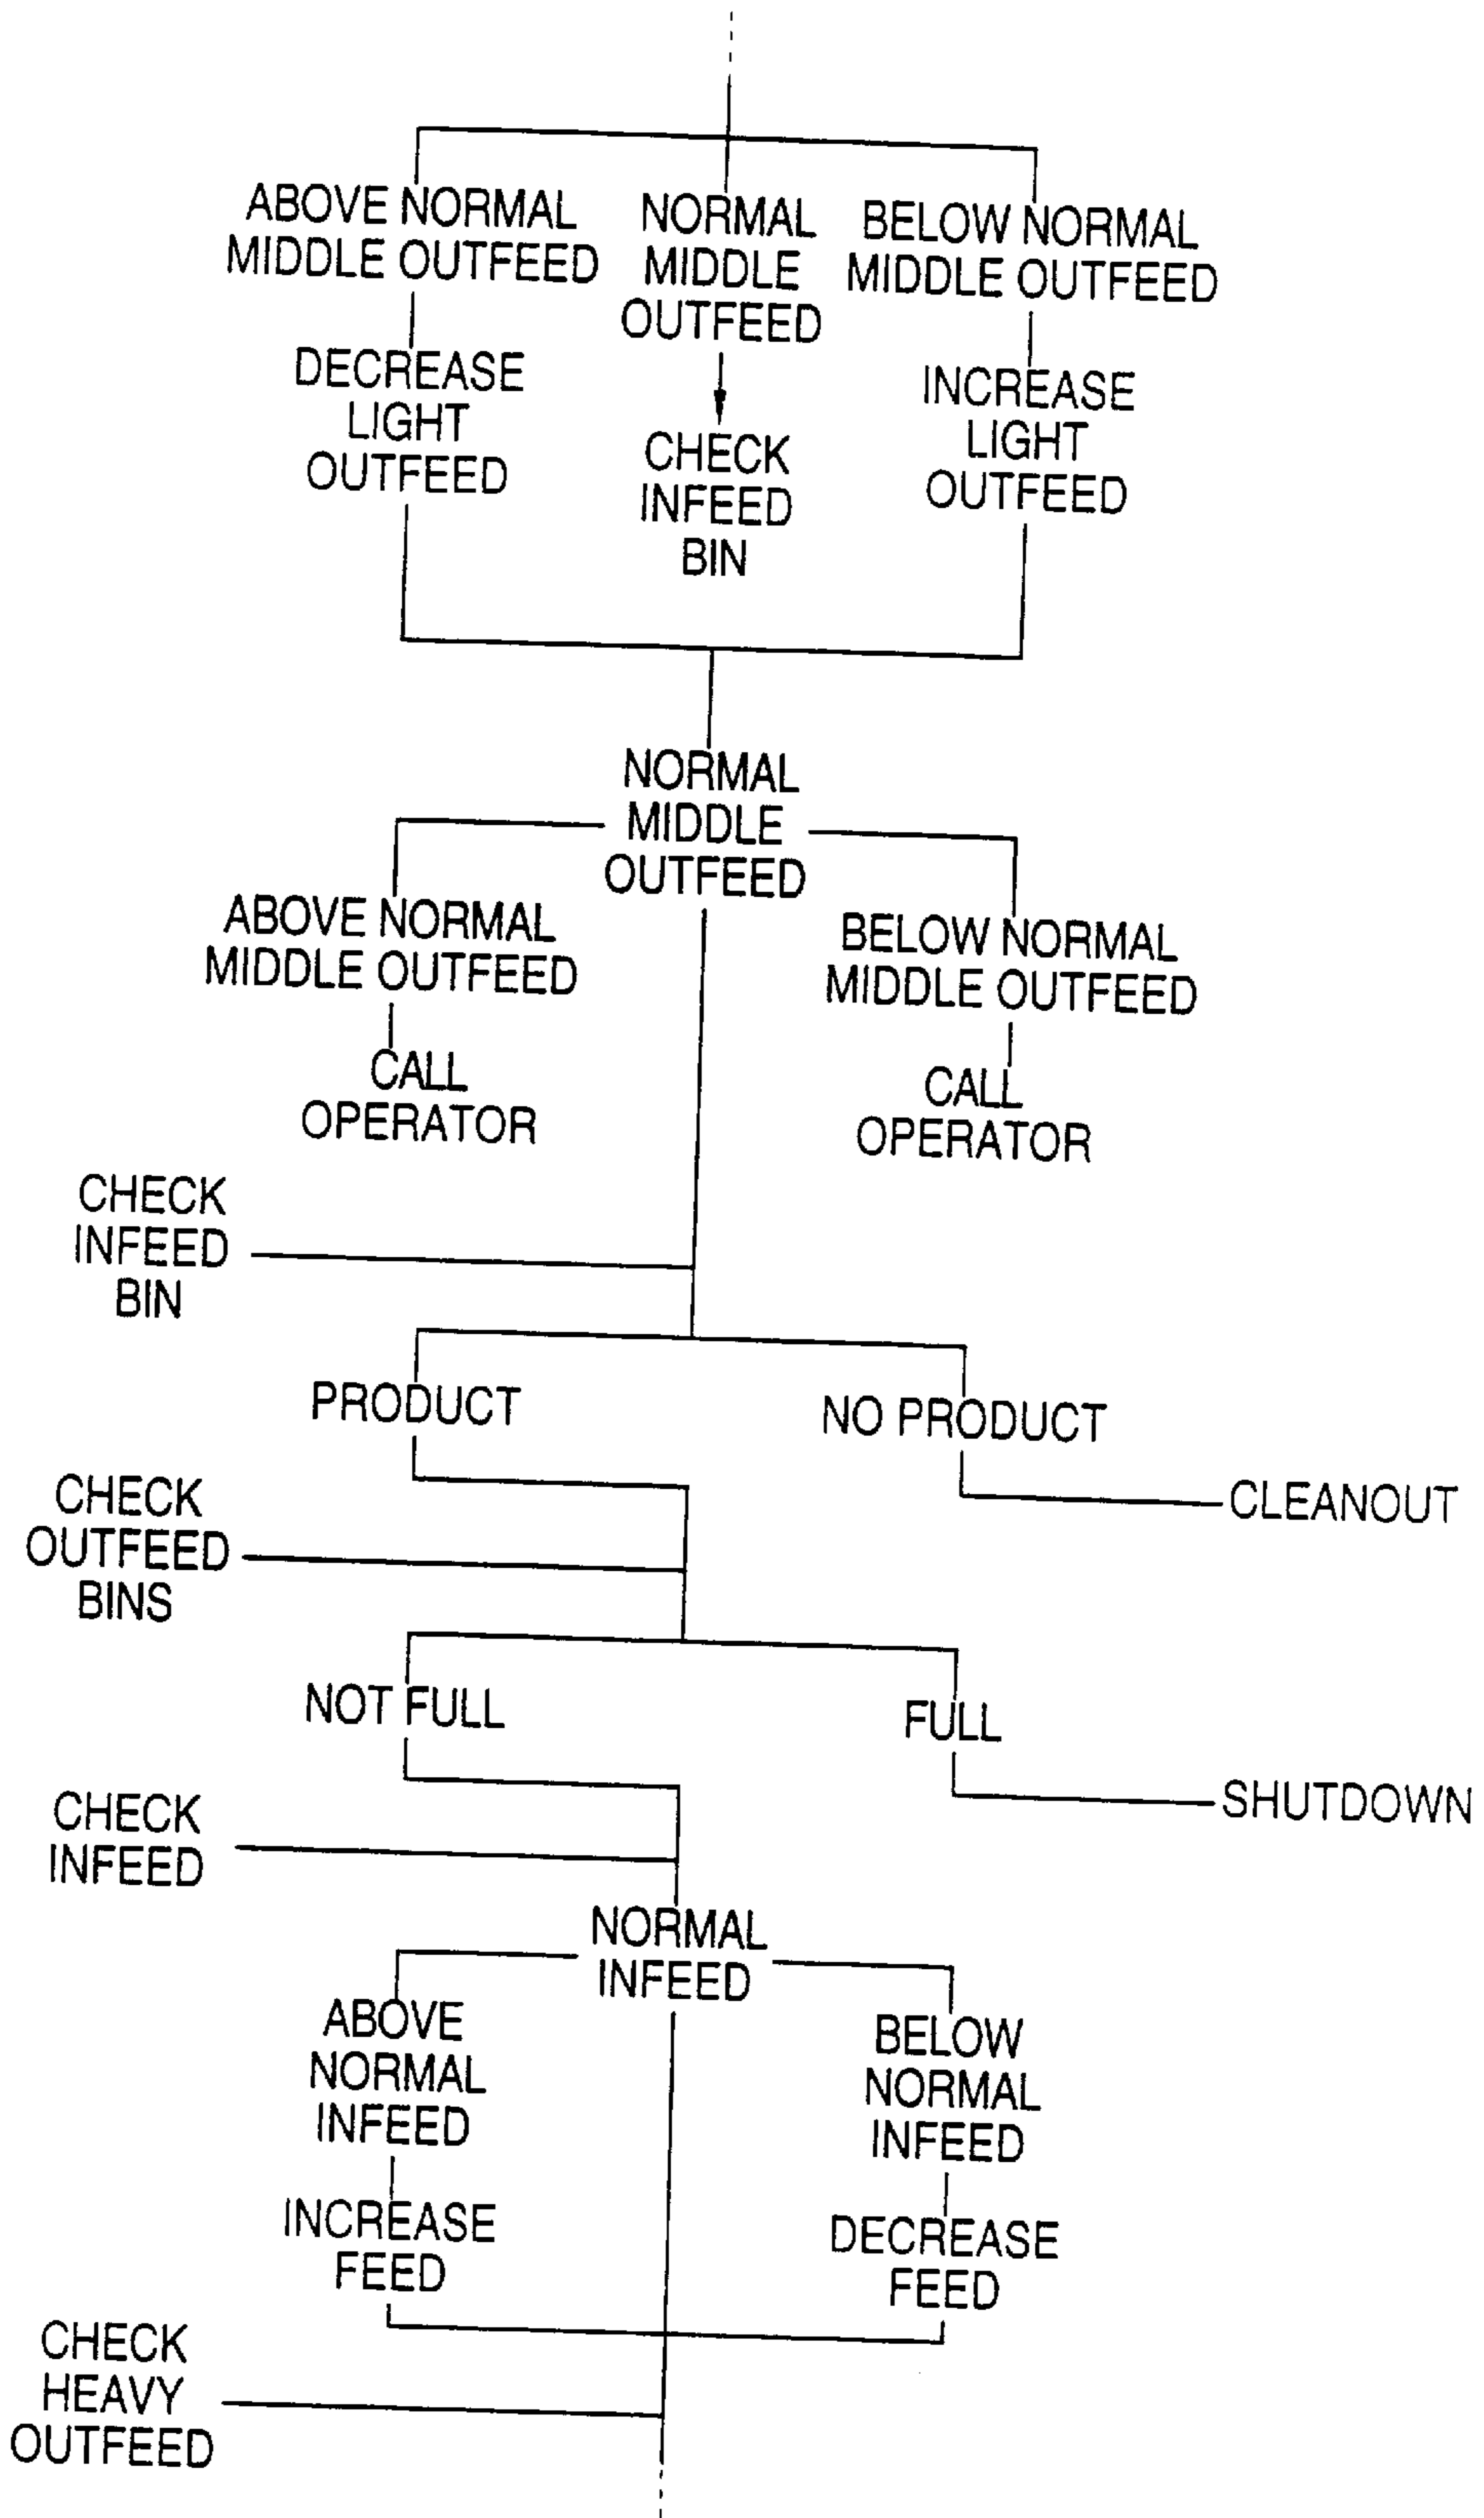 ABOVE NORMAL
MIDDLE OUTFEED
NORMAL
MIDDLE
OUTFEED
BELOW NORMAL
MIDDLE OUTFEED
DECREASE
LIGHT
OUTFEED
CHECK
INFEED
BIN
INCREASE
LIGHT
OUTFEED
NORMAL
MIDDLE
OUTFEED
ABOVE NORMAL
MIDDLE OUTFEED
BELOW NORMAL
MIDDLE OUTFEED
CALL
OPERATOR
CALL
OPERATOR
CHECK
INFEED
BIN
PRODUCT
NO PRODUCT
CHECK
OUTFEED
BINS
CLEANOUT
NOT FULL
FULL
CHECK
INFEED
SHUTDOWN
NORMAL
INFEED
ABOVE
NORMAL
INFEED
BELOW
NORMAL
INFEED
INCREASE
FEED
DECREASE
FEED
CHECK
HEAVY
OUTFEED